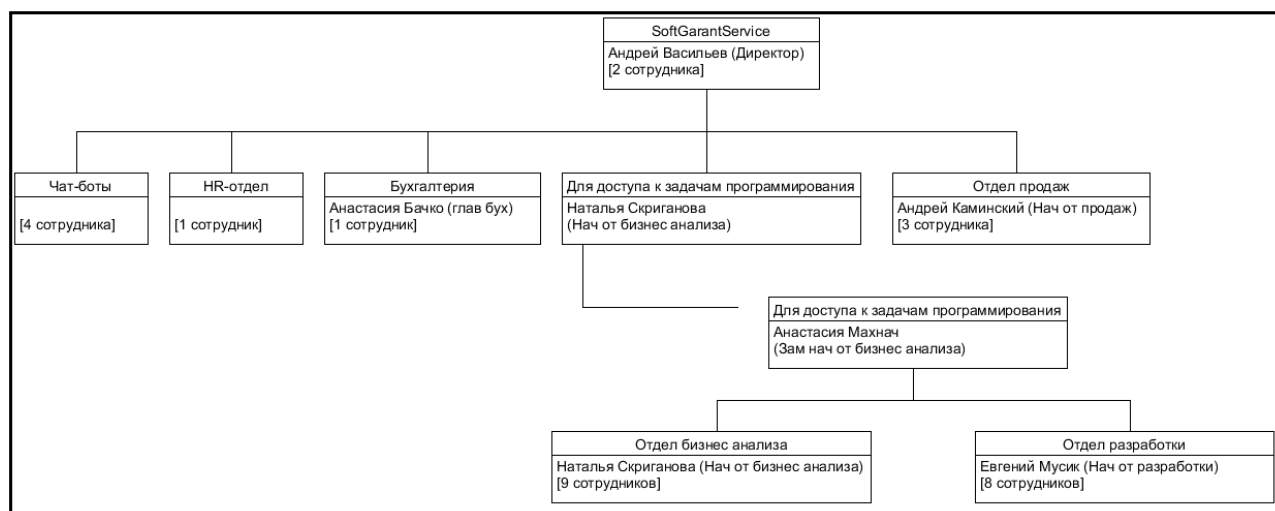 SoftGarantService
Андрей Васильев (Директор)
[2 сотрудника]
Чат-боты
[4 сотрудника]
HR-отдел
[1 сотрудник]
Бухгалтерия
Анастасия Бачко (глав бух)
[1 сотрудник]
Для доступа к задачам программирования
Наталья Скриганова
(Нач от бизнес анализа)
Отдел продаж
Андрей Каминский (Нач от продаж)
[3 сотрудника]
Для доступа к задачам программирования
Анастасия Махнач
(Зам нач от бизнес анализа)
Отдел бизнес анализа
Наталья Скриганова (Нач от бизнес анализа)
[9 сотрудников]
Отдел разработки
Евгений Мусик (Нач от разработки)
[8 сотрудников]